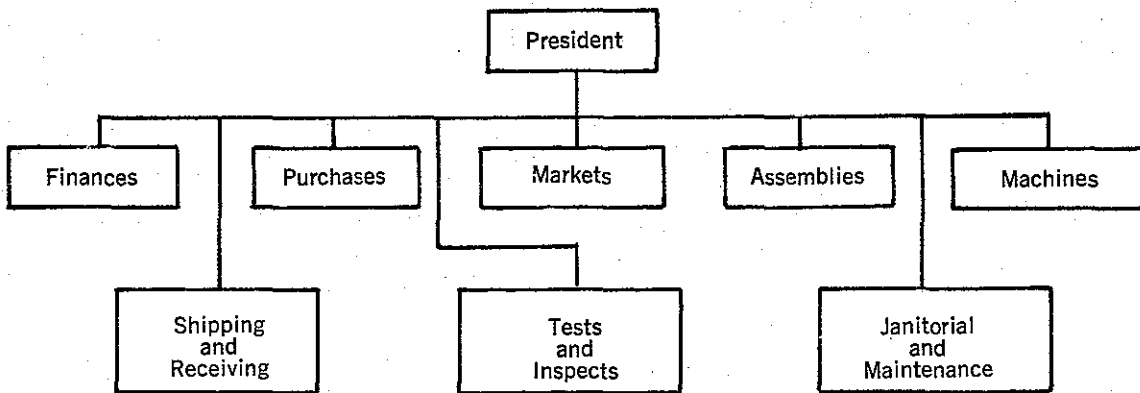 President
Finances
Purchases
Markets
Assemblies
Machines
Shipping
and
Receiving
Tests
and
Inspects
Janitorial
and
Maintenance